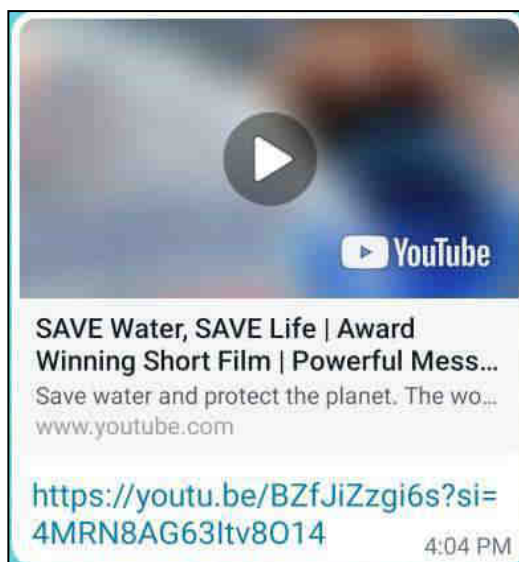 YouTube
SAVE Water, SAVE Life | Award
Winning Short Film | Powerful Mess...
Save water and protect the planet. The wo...
www.youtube.com
https://youtu.be/BZfJiZzgi6s?si=
4MRN8AG63Itv8O14
4:04 PM